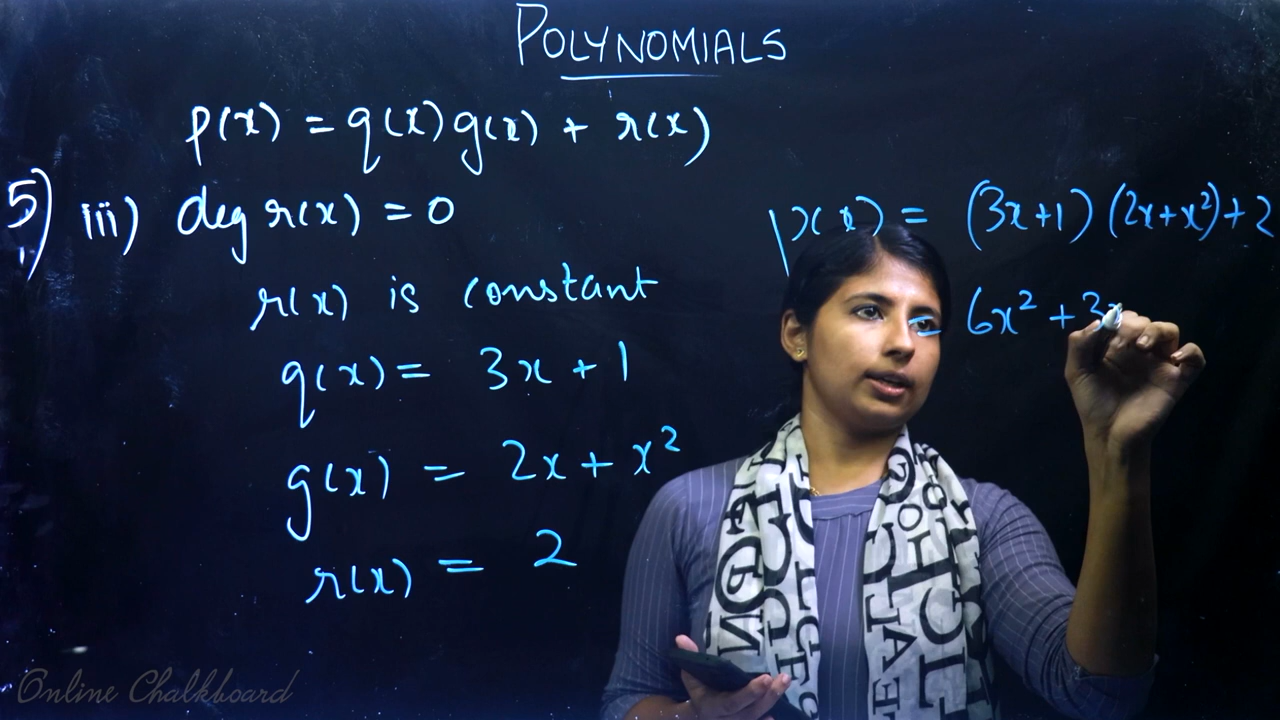 POLYNOMIALS
p(x) = q(x) g(x) + r(x)
5) iii) deg r(x) = 0
r(x) is constant
q(x) = 3x + 1
g(x) = 2x + x²
r(x) = 2
p(x) = (3x+1) (2x+x²)+2
= 6x² + 3x
Online Chalkboard